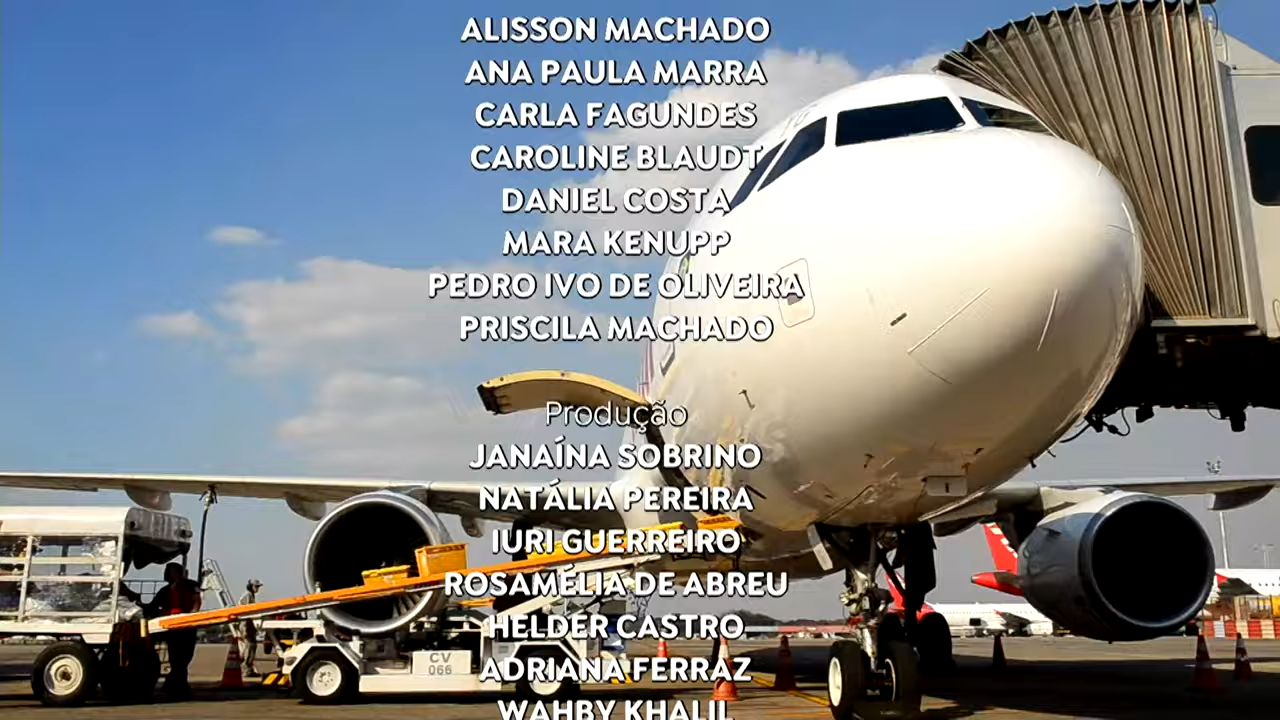 ALISSON MACHADO
ANA PAULA MARRA
CARLA FAGUNDES
CAROLINE BLAUDT
DANIEL COSTA
MARA KENUPP
PEDRO IVO DE OLIVEIRA
PRISCILA MACHADO
Produção
JANAÍNA SOBRINO
NATÁLIA PEREIRA
IURI GUERREIRO
ROSAMÉLIA DE ABREU
HELDER CASTRO
CV
066
ADRIANA FERRAZ
WAHBY KHALIL